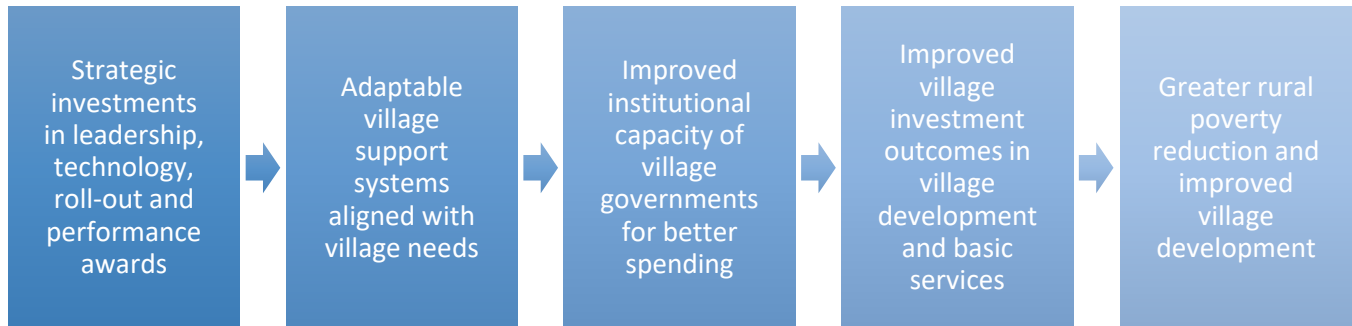 Strategic
investments
in leadership,
technology,
roll-out and
performance
awards
Adaptable
village
support
systems
aligned with
village needs
Improved
institutional
capacity of
village
governments
for better
spending
Improved
village
investment
outcomes in
village
development
and basic
services
Greater rural
poverty
reduction and
improved
village
development